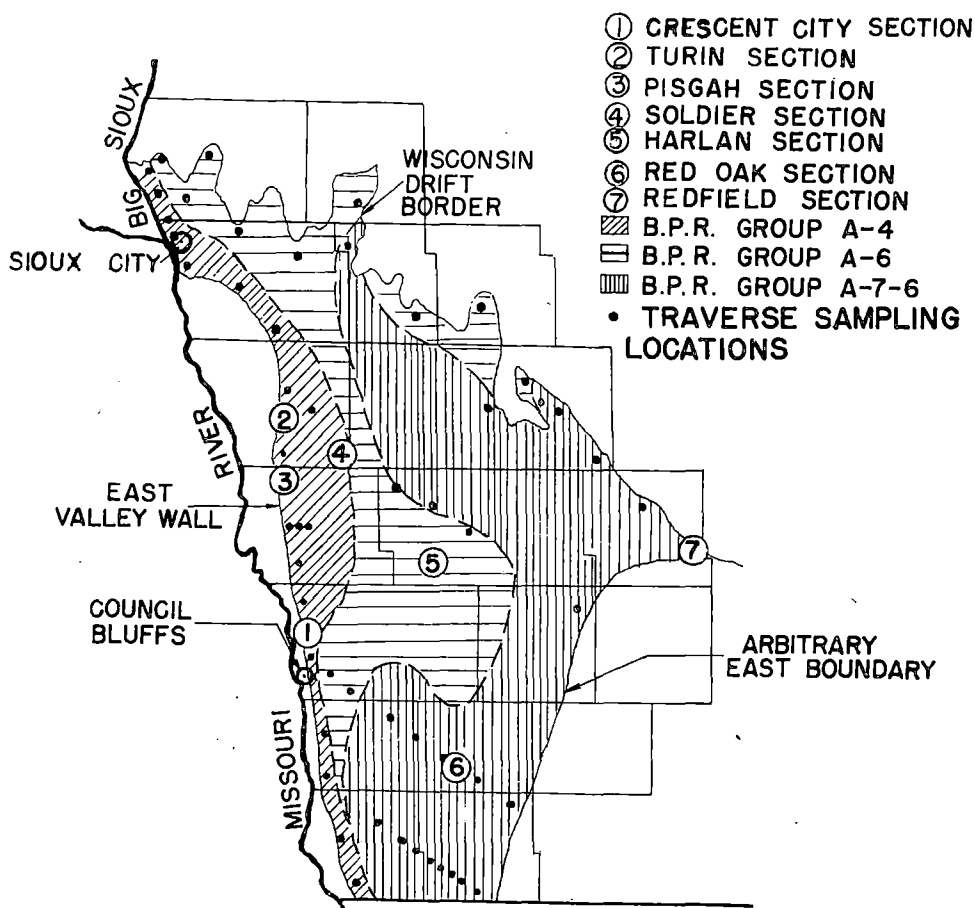 ① CRESCENT CITY SECTION
② TURIN SECTION
③ PISGAH SECTION
④ SOLDIER SECTION
⑤ HARLAN SECTION
⑥ RED OAK SECTION
⑦ REDFIELD SECTION
B.P.R. GROUP A-4
B.P.R. GROUP A-6
B.P.R. GROUP A-7-6
• TRAVERSE SAMPLING
LOCATIONS
BIG SIOUX
WISCONSIN
DRIFT
BORDER
SIOUX CITY
②
④
③
RIVER
EAST
VALLEY WALL
⑤
⑦
COUNCIL
BLUFFS
①
ARBITRARY
EAST BOUNDARY
⑥
MISSOURI